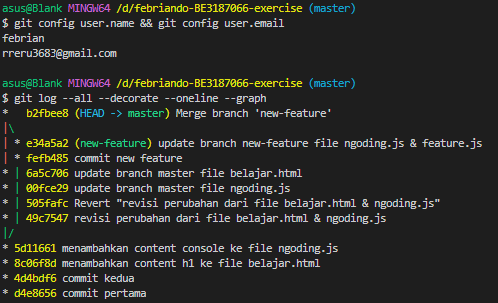 asus@Blank MINGW64 /d/febriando-BE3187066-exercise (master)
$ git config user.name && git config user.email
febrian
rreru3683@gmail.com

asus@Blank MINGW64 /d/febriando-BE3187066-exercise (master)
$ git log --all --decorate --oneline --graph
*   b2fbee8 (HEAD -> master) Merge branch 'new-feature'
|\
| * e34a5a2 (new-feature) update branch new-feature file ngoding.js & feature.js
| * fefb485 commit new feature
* | 6a5c706 update branch master file belajar.html
* | 00fce29 update branch master file ngoding.js
* | 505fafc Revert "revisi perubahan dari file belajar.html & ngoding.js"
* | 49c7547 revisi perubahan dari file belajar.html & ngoding.js
|/
* 5d11661 menambahkan content console ke file ngoding.js
* 8c06f8d menambahkan content h1 ke file belajar.html
* 4d4bdf6 commit kedua
* d4e8656 commit pertama